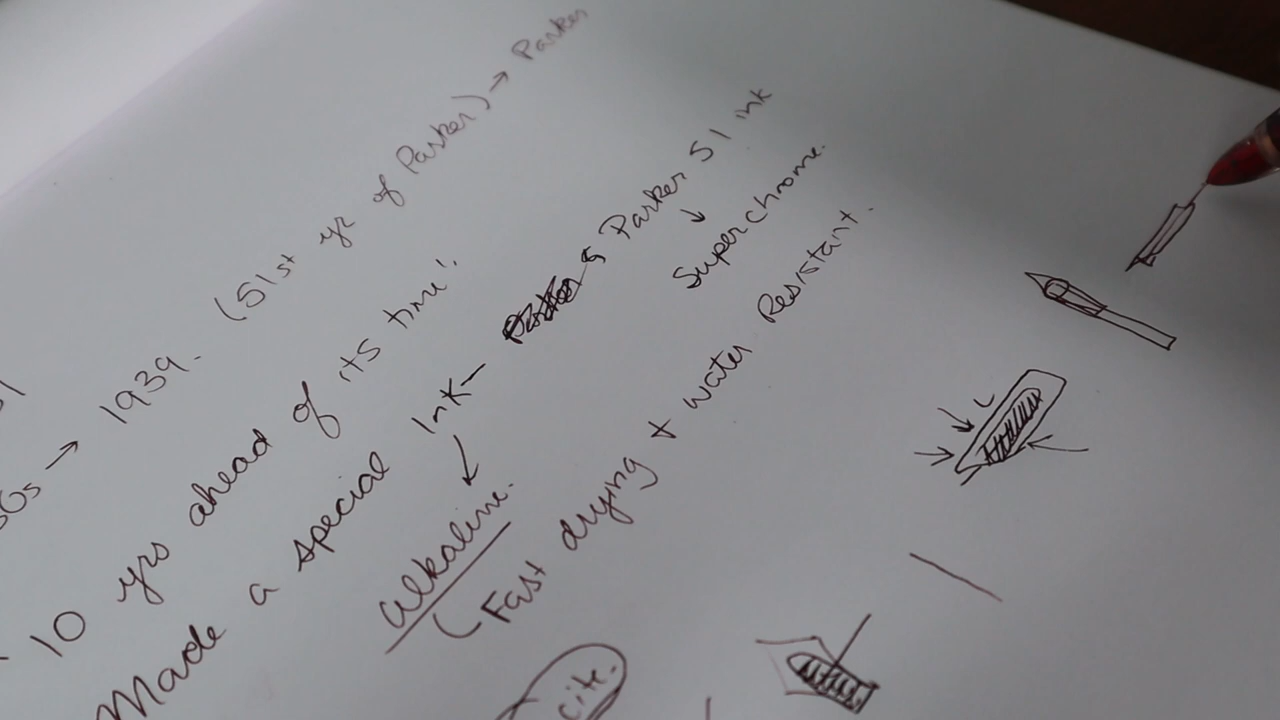 → 1939. (51st yr of Parker) → Parker
10 yrs ahead of its time!
Made a special Ink - Parker 51 ink
↓ Superchrome.
↓ alkaline.
(Fast drying + water Resistant.
cite.